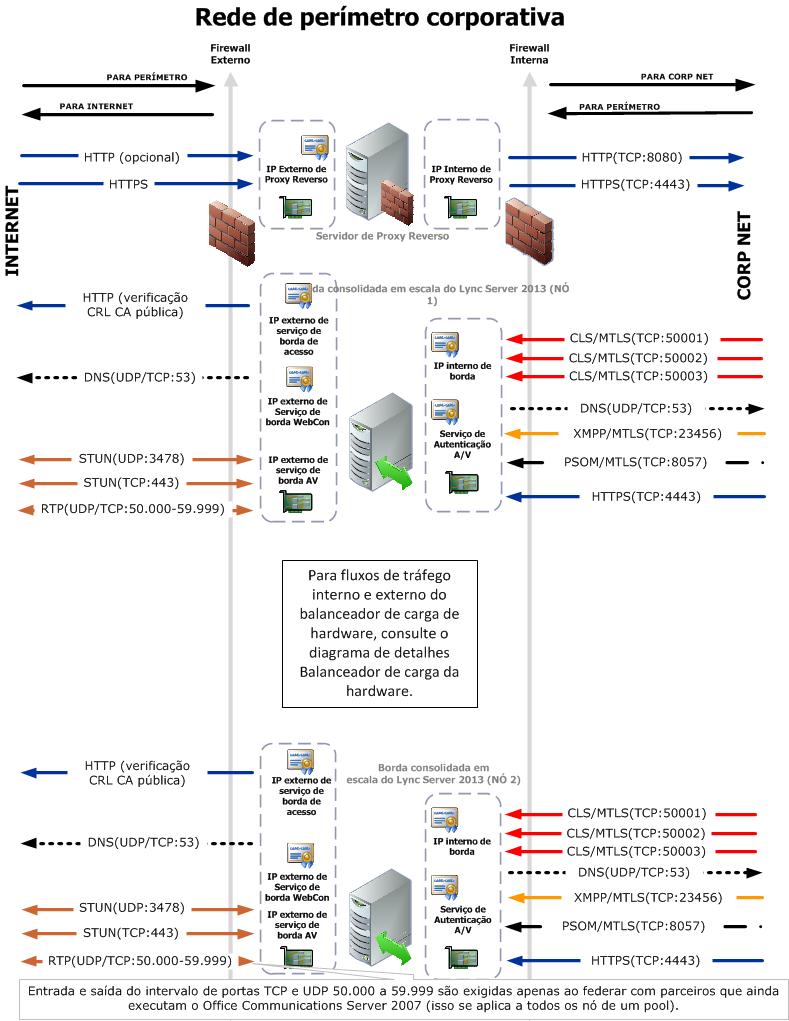 Rede de perímetro corporativa
Firewall
Externo
Firewall
Interna
PARA PERÍMETRO
PARA INTERNET
PARA CORP NET
PARA PERÍMETRO
INTERNET
CORP NET
HTTP (opcional)
HTTPS
IP Externo de
Proxy Reverso
IP Interno de
Proxy Reverso
HTTP(TCP:8080)
HTTPS(TCP:4443)
Servidor de Proxy Reverso
da consolidada em escala do Lync Server 2013 (NÓ
1)
HTTP (verificação
CRL CA pública)
DNS(UDP/TCP:53)
STUN(UDP:3478)
STUN(TCP:443)
RTP(UDP/TCP:50.000-59.999)
IP externo de
serviço de
borda de
acesso
IP externo de
Serviço de
borda WebCon
IP externo de
serviço de
borda AV
IP interno de
borda
Serviço de
Autenticação
A/V
CLS/MTLS(TCP:50001)
CLS/MTLS(TCP:50002)
CLS/MTLS(TCP:50003)
DNS(UDP/TCP:53)
XMPP/MTLS(TCP:23456)
PSOM/MTLS(TCP:8057)
HTTPS(TCP:4443)
Para fluxos de tráfego
interno e externo do
balanceador de carga de
hardware, consulte o
diagrama de detalhes
Balanceador de carga da
hardware.
Borda consolidada em
escala do Lync Server 2013 (NÓ 2)
HTTP (verificação
CRL CA pública)
DNS(UDP/TCP:53)
STUN(UDP:3478)
STUN(TCP:443)
RTP(UDP/TCP:50.000-59.999)
IP externo de
serviço de
borda de
acesso
IP externo de
Serviço de
borda WebCon
IP externo de
serviço de
borda AV
IP interno de
borda
Serviço de
Autenticação
A/V
CLS/MTLS(TCP:50001)
CLS/MTLS(TCP:50002)
CLS/MTLS(TCP:50003)
DNS(UDP/TCP:53)
XMPP/MTLS(TCP:23456)
PSOM/MTLS(TCP:8057)
HTTPS(TCP:4443)
Entrada e saída do intervalo de portas TCP e UDP 50.000 a 59.999 são exigidas apenas ao federar com parceiros que ainda
executam o Office Communications Server 2007 (isso se aplica a todos os nó de um pool).